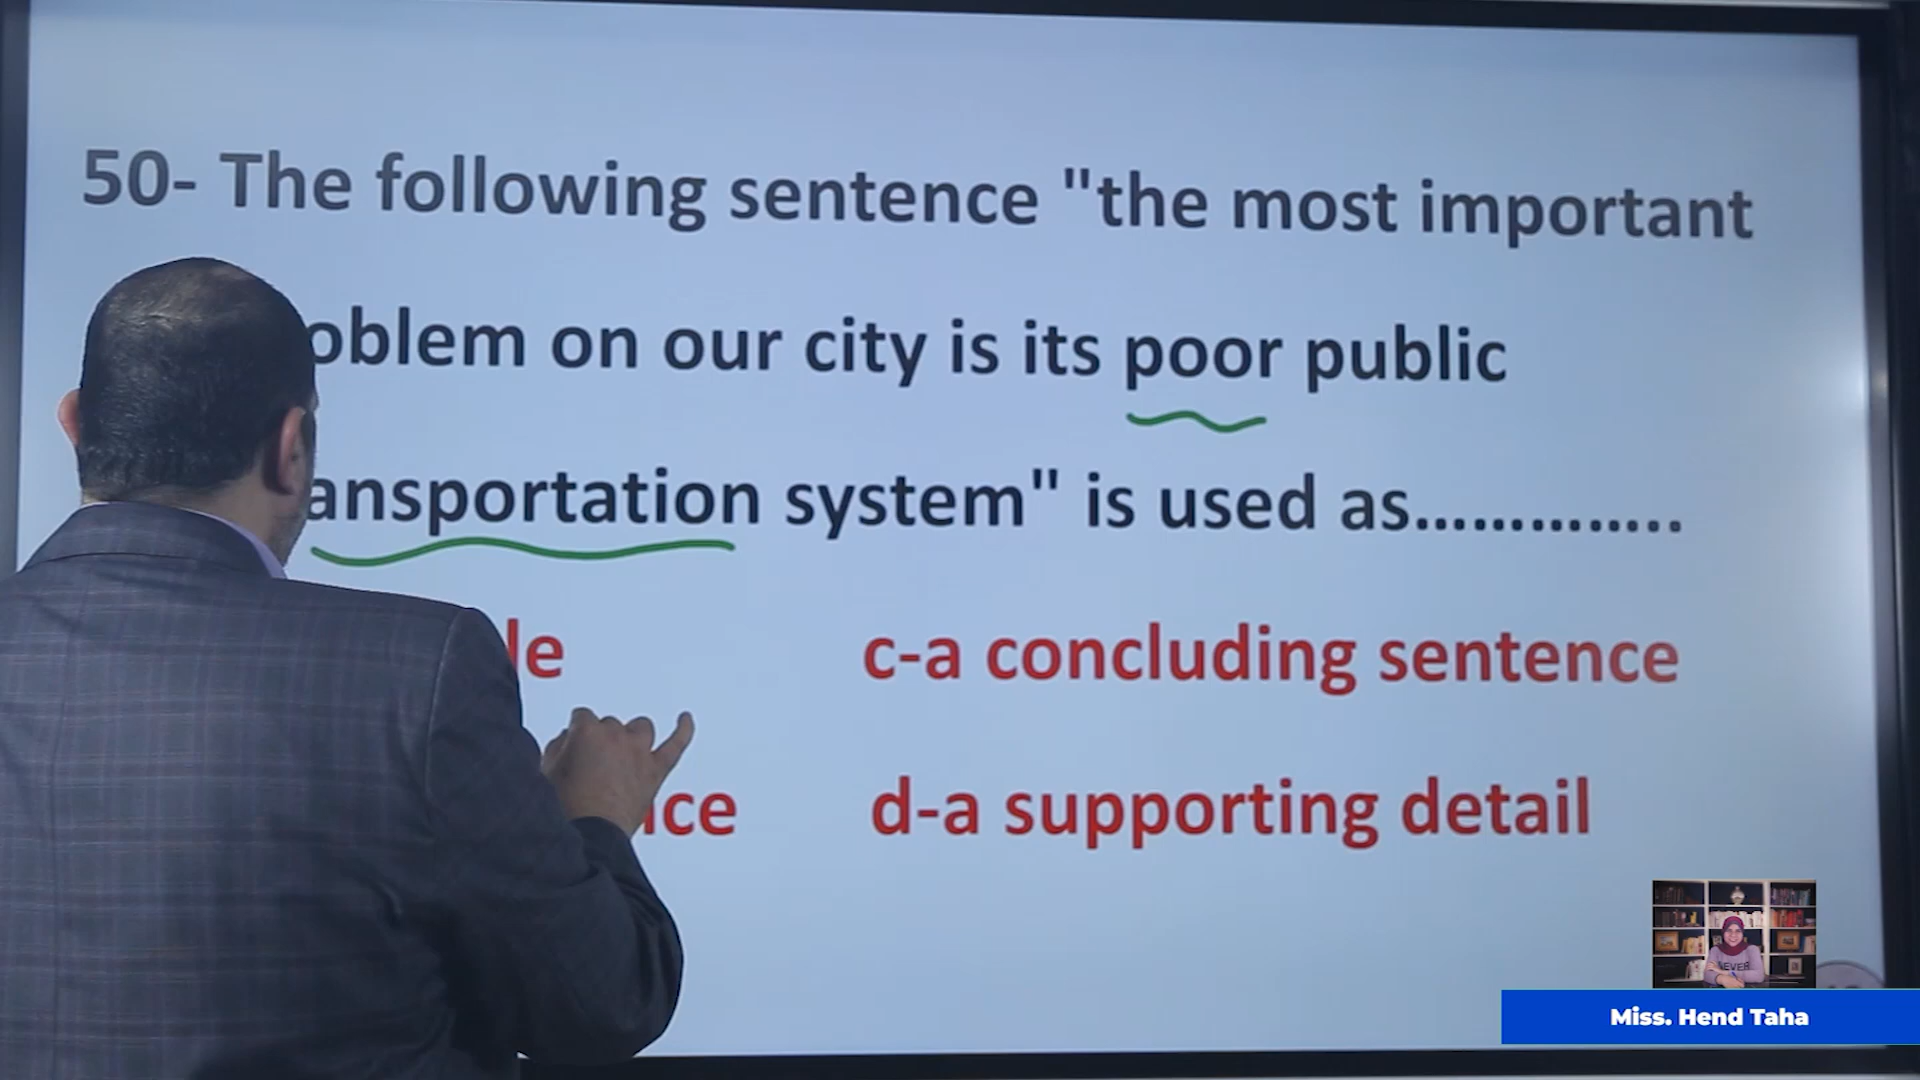 50- The following sentence "the most important
oblem on our city is its poor public
ansportation system" is used as..............
le c-a concluding sentence
ce d-a supporting detail
EVER
Miss. Hend Taha